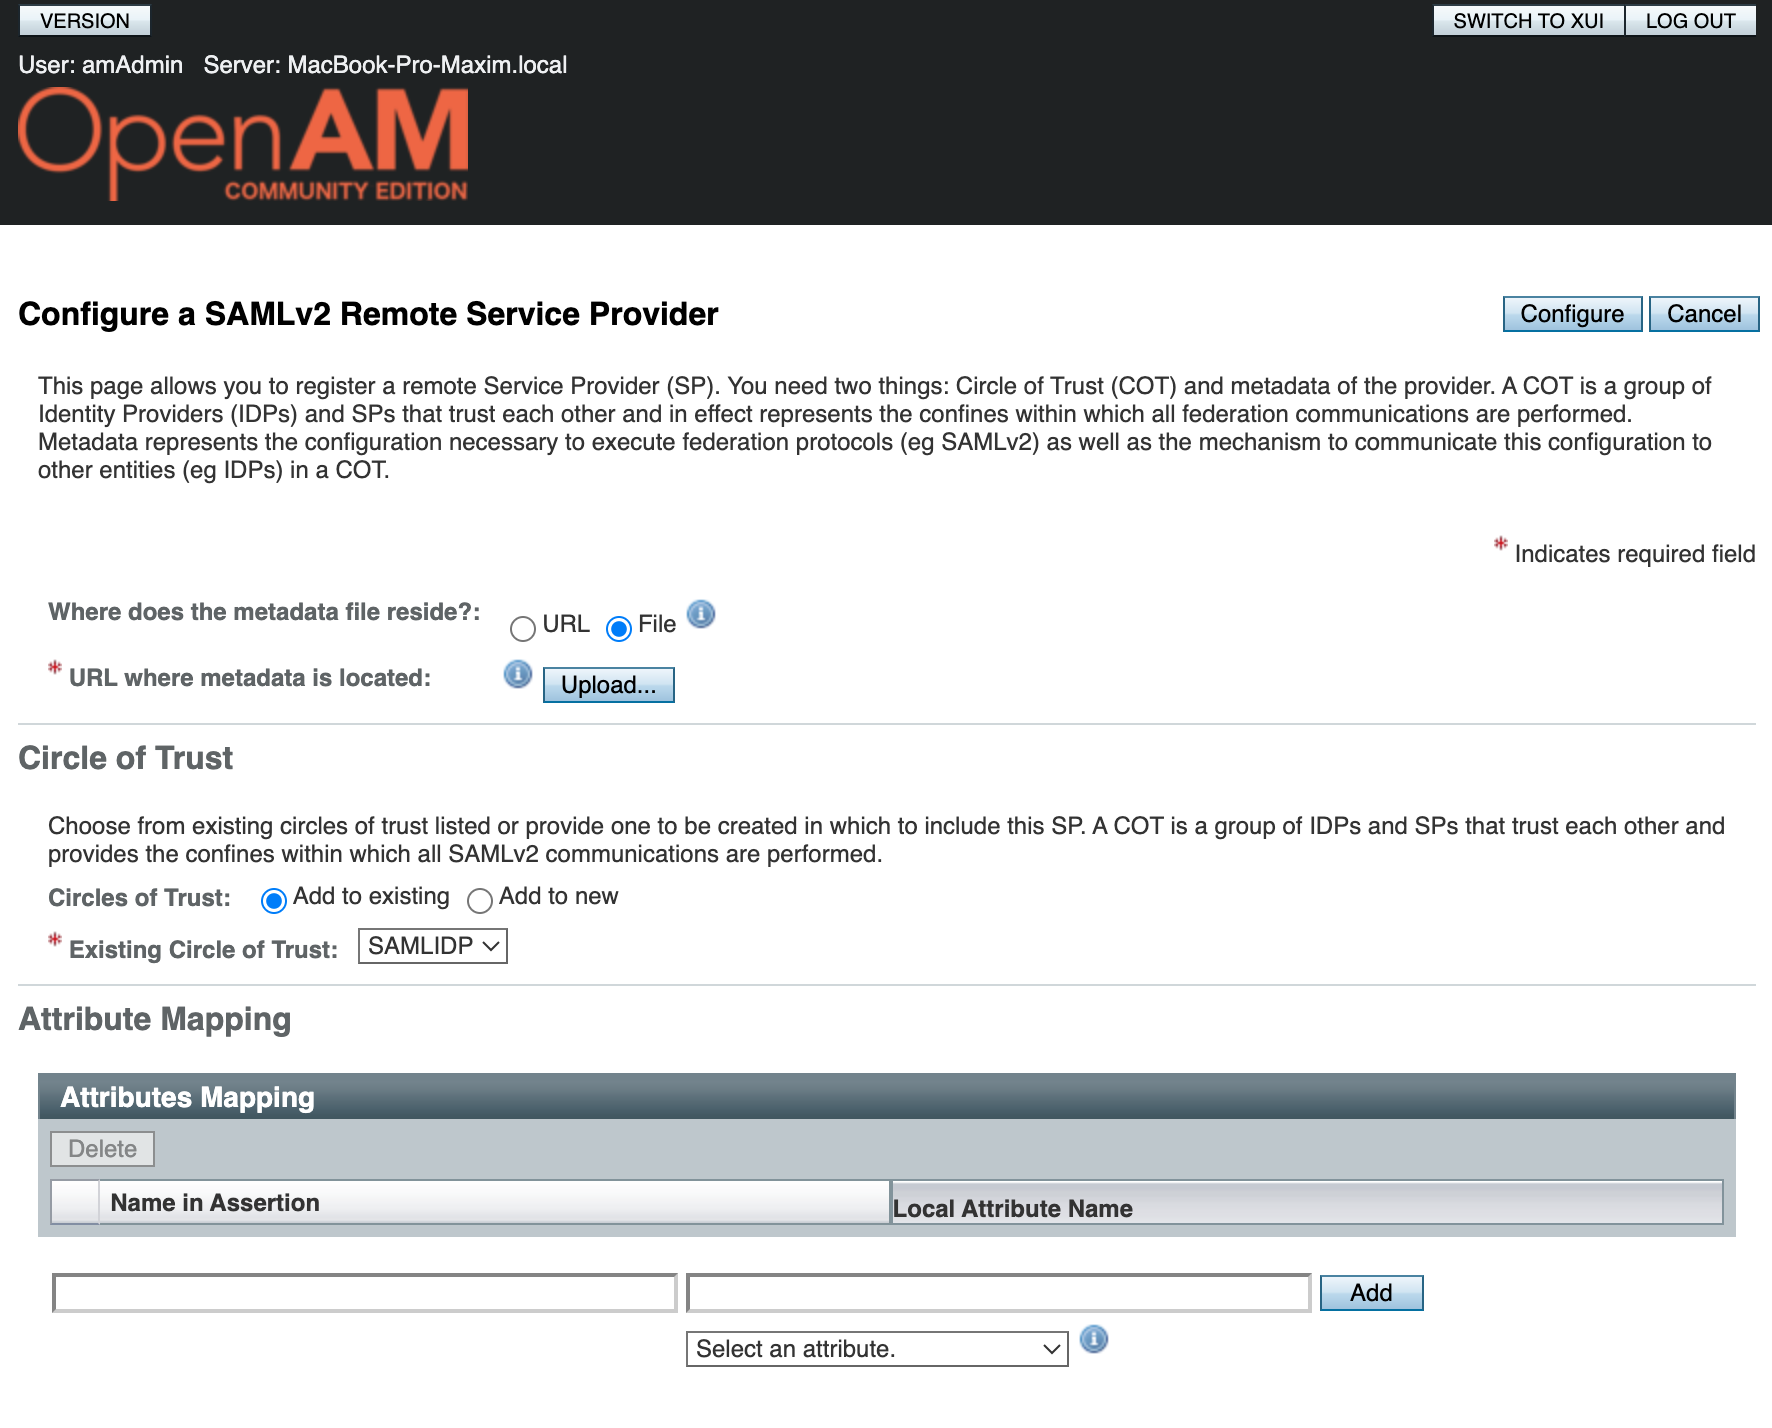 VERSION
SWITCH TO XUI
LOG OUT
User: amAdmin Server: MacBook-Pro-Maxim.local
OpenAM
COMMUNITY EDITION
Configure a SAMLv2 Remote Service Provider
Configure
Cancel
This page allows you to register a remote Service Provider (SP). You need two things: Circle of Trust (COT) and metadata of the provider. A COT is a group of
Identity Providers (IDPs) and SPs that trust each other and in effect represents the confines within which all federation communications are performed.
Metadata represents the configuration necessary to execute federation protocols (eg SAMLv2) as well as the mechanism to communicate this configuration to
other entities (eg IDPs) in a COT.
* Indicates required field
Where does the metadata file reside?: URL File
* URL where metadata is located: Upload...
Circle of Trust
Choose from existing circles of trust listed or provide one to be created in which to include this SP. A COT is a group of IDPs and SPs that trust each other and
provides the confines within which all SAMLv2 communications are performed.
Circles of Trust: Add to existing Add to new
* Existing Circle of Trust: SAMLIDP
Attribute Mapping
Attributes Mapping
Delete
Name in Assertion
Local Attribute Name
Add
Select an attribute.